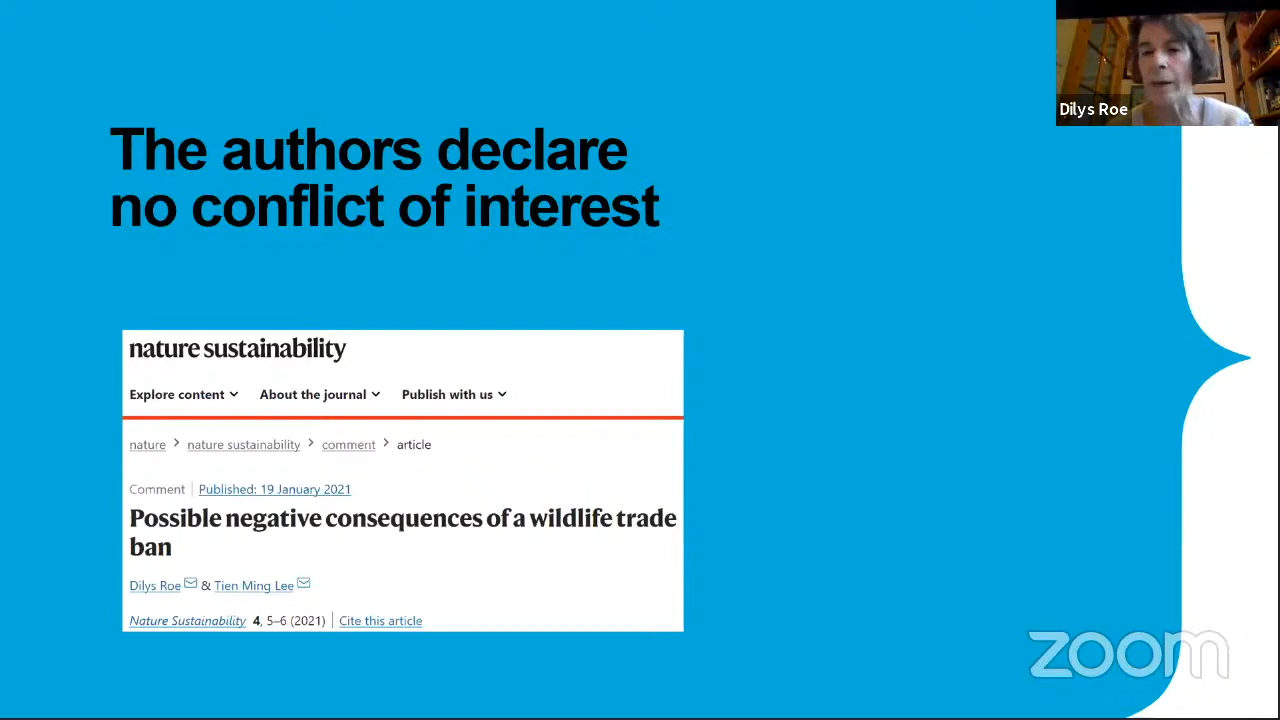 Dilys Roe
The authors declare
no conflict of interest
nature sustainability
Explore content About the journal Publish with us
nature > nature sustainability > comment > article
Comment | Published: 19 January 2021
Possible negative consequences of a wildlife trade
ban
Dilys Roe & Tien Ming Lee
Nature Sustainability 4, 5–6 (2021) | Cite this article
zoom